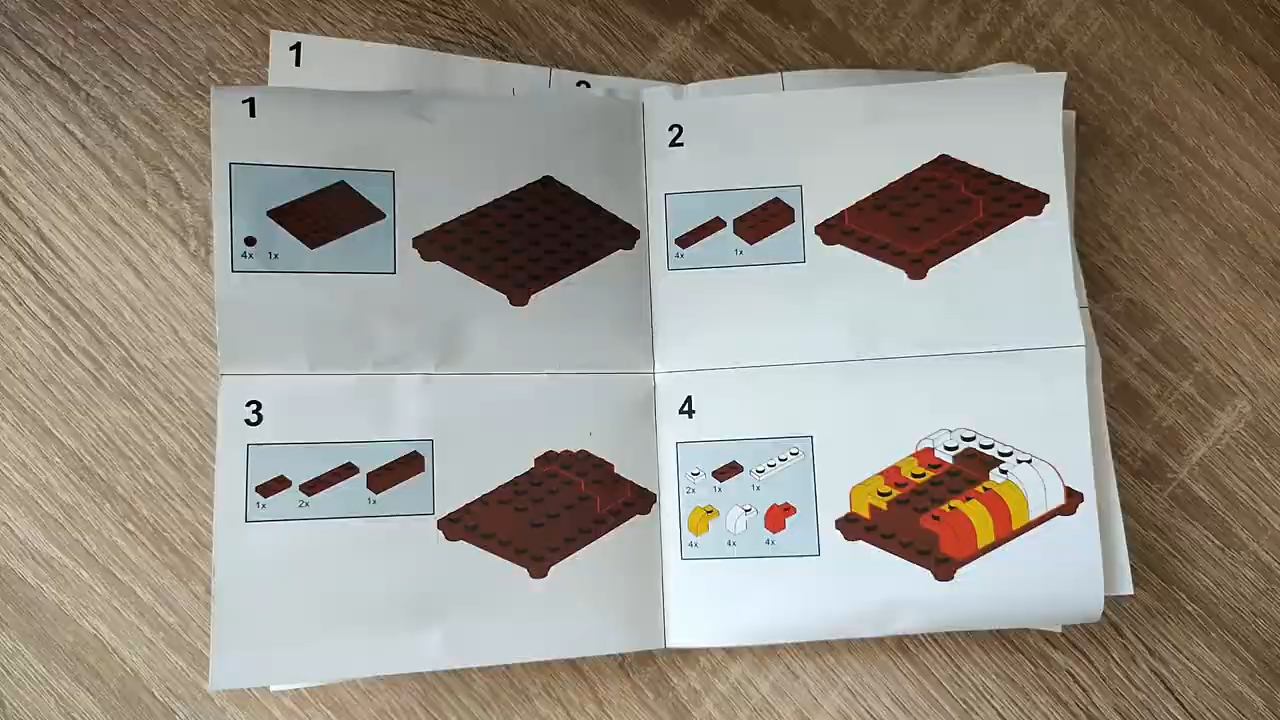 1
1
4x 1x
2
4x 1x
3
1x 2x 1x
4
2x 1x 1x
4x 4x 4x